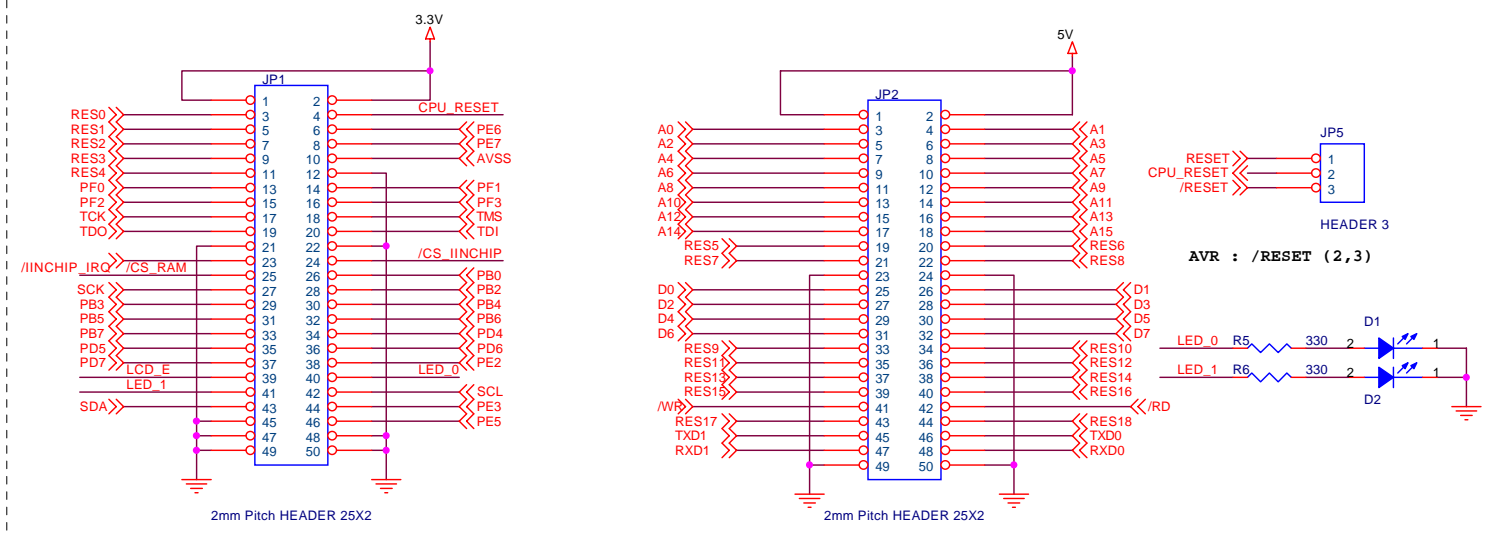 3.3V
JP1
1 2
RES0 3 4 CPU_RESET
RES1 5 6 PE6
RES2 7 8 PE7
RES3 9 10 AVSS
RES4 11 12
PF0 13 14 PF1
PF2 15 16 PF3
TCK 17 18 TMS
TDO 19 20 TDI
21 22
/IINCHIP_IRQ 23 24 /CS_IINCHIP
/CS_RAM 25 26 PB0
SCK 27 28 PB2
PB3 29 30 PB4
PB5 31 32 PB6
PB7 33 34 PD4
PD5 35 36 PD6
PD7 37 38 PE2
LCD_E 39 40 LED_0
LED_1 41 42 SCL
SDA 43 44 PE3
45 46 PE5
47 48
49 50
2mm Pitch HEADER 25X2
5V
JP2
1 2
A0 3 4 A1
A2 5 6 A3
A4 7 8 A5
A6 9 10 A7
A8 11 12 A9
A10 13 14 A11
A12 15 16 A13
A14 17 18 A15
RES5 19 20 RES6
RES7 21 22 RES8
23 24
D0 25 26 D1
D2 27 28 D3
D4 29 30 D5
D6 31 32 D7
RES9 33 34 RES10
RES11 35 36 RES12
RES13 37 38 RES14
RES15 39 40 RES16
/WR 41 42 /RD
RES17 43 44 RES18
TXD1 45 46 TXD0
RXD1 47 48 RXD0
49 50
2mm Pitch HEADER 25X2
JP5
RESET 1
CPU_RESET 2
/RESET 3
HEADER 3
AVR : /RESET (2,3)
D1
LED_0 R5 330 2 1
LED_1 R6 330 2 1
D2